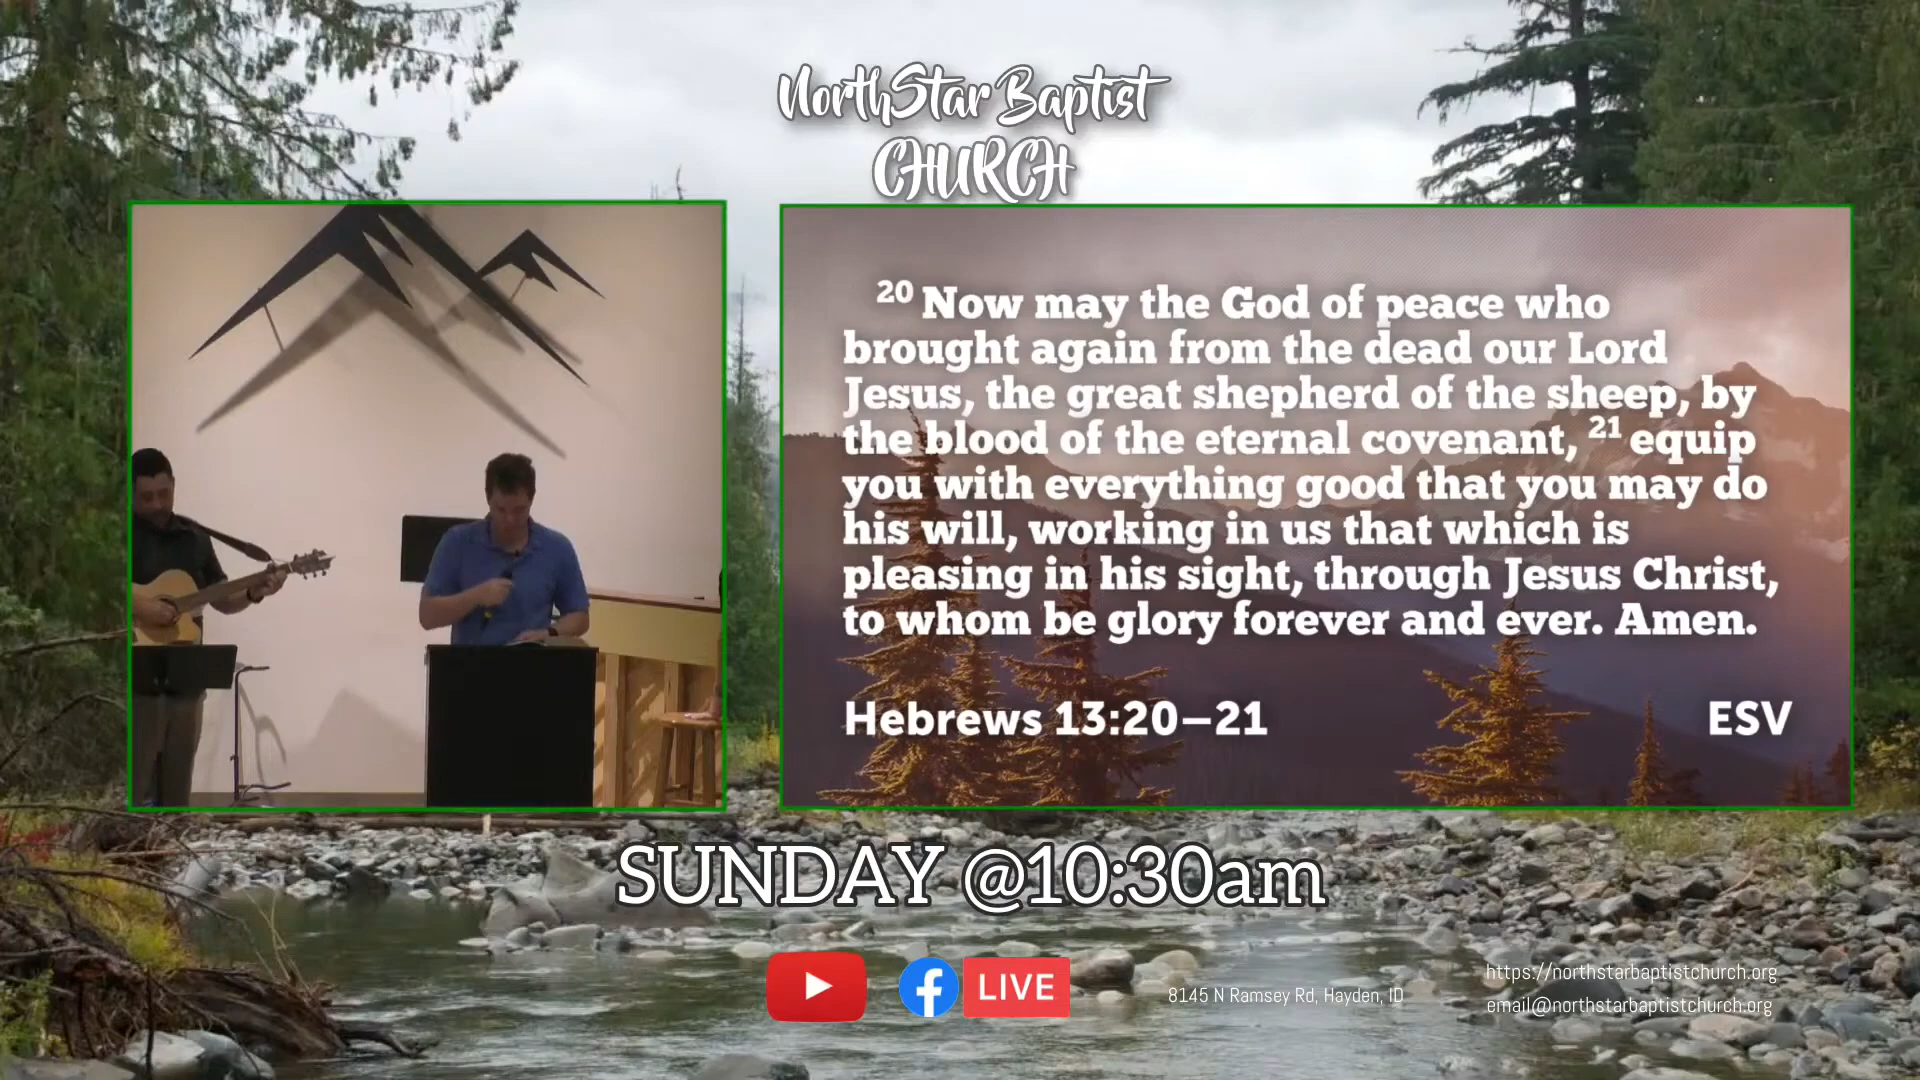 NorthStar Baptist
CHURCH
20 Now may the God of peace who
brought again from the dead our Lord
Jesus, the great shepherd of the sheep, by
the blood of the eternal covenant, 21 equip
you with everything good that you may do
his will, working in us that which is
pleasing in his sight, through Jesus Christ,
to whom be glory forever and ever. Amen.
Hebrews 13:20–21
ESV
SUNDAY @10:30am
LIVE
8145 N Ramsey Rd, Hayden, ID
https://northstarbaptistchurch.org
email@northstarbaptistchurch.org